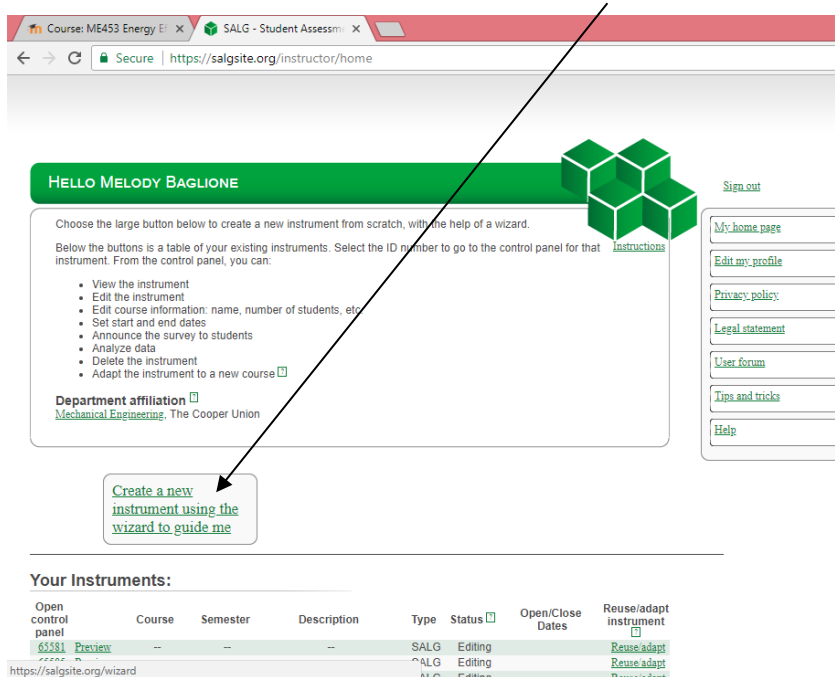 Course: ME453 Energy Ef
SALG - Student Assessm
Secure | https://salgsite.org/instructor/home
HELLO MELODY BAGLIONE
Sign out
Choose the large button below to create a new instrument from scratch, with the help of a wizard.
Below the buttons is a table of your existing instruments. Select the ID number to go to the control panel for that
instrument. From the control panel, you can:
Instructions
• View the instrument
• Edit the instrument
• Edit course information: name, number of students, etc
• Set start and end dates
• Announce the survey to students
• Analyze data
• Delete the instrument
• Adapt the instrument to a new course ?
Department affiliation ?
Mechanical Engineering, The Cooper Union
My home page
Edit my profile
Privacy policy
Legal statement
User forum
Tips and tricks
Help
Create a new
instrument using the
wizard to guide me
Your Instruments:
Open control panel Course Semester Description Type Status ? Open/Close Dates Reuse/adapt instrument ?
65581 Preview -- -- -- SALG Editing Reuse/adapt
SALG Editing Reuse/adapt
https://salgsite.org/wizard